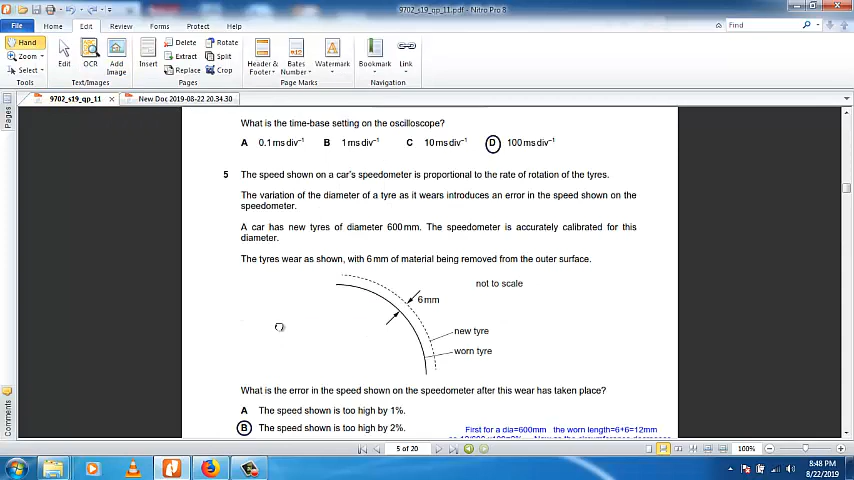 9702_s19_qp_11.pdf - Nitro Pro 8
File Home Edit Review Forms Protect Help
Find
Hand
Zoom
Select
Tools
Edit OCR Add Image
Text/Images
Insert
Delete
Extract
Replace
Rotate
Split
Crop
Pages
Header & Footer Bates Number Watermark
Page Marks
Bookmark Link
Navigation
9702_s19_qp_11 New Doc 2019-08-22 20.34.30
Pages
Comments
What is the time-base setting on the oscilloscope?
A 0.1 ms div⁻¹ B 1 ms div⁻¹ C 10 ms div⁻¹ D 100 ms div⁻¹
5 The speed shown on a car's speedometer is proportional to the rate of rotation of the tyres.
The variation of the diameter of a tyre as it wears introduces an error in the speed shown on the
speedometer.
A car has new tyres of diameter 600 mm. The speedometer is accurately calibrated for this
diameter.
The tyres wear as shown, with 6 mm of material being removed from the outer surface.
not to scale
6 mm
new tyre
worn tyre
What is the error in the speed shown on the speedometer after this wear has taken place?
A The speed shown is too high by 1%.
B The speed shown is too high by 2%.
First for a dia=600mm the worn length=6+6=12mm
5 of 20
100%
8:48 PM
8/22/2019